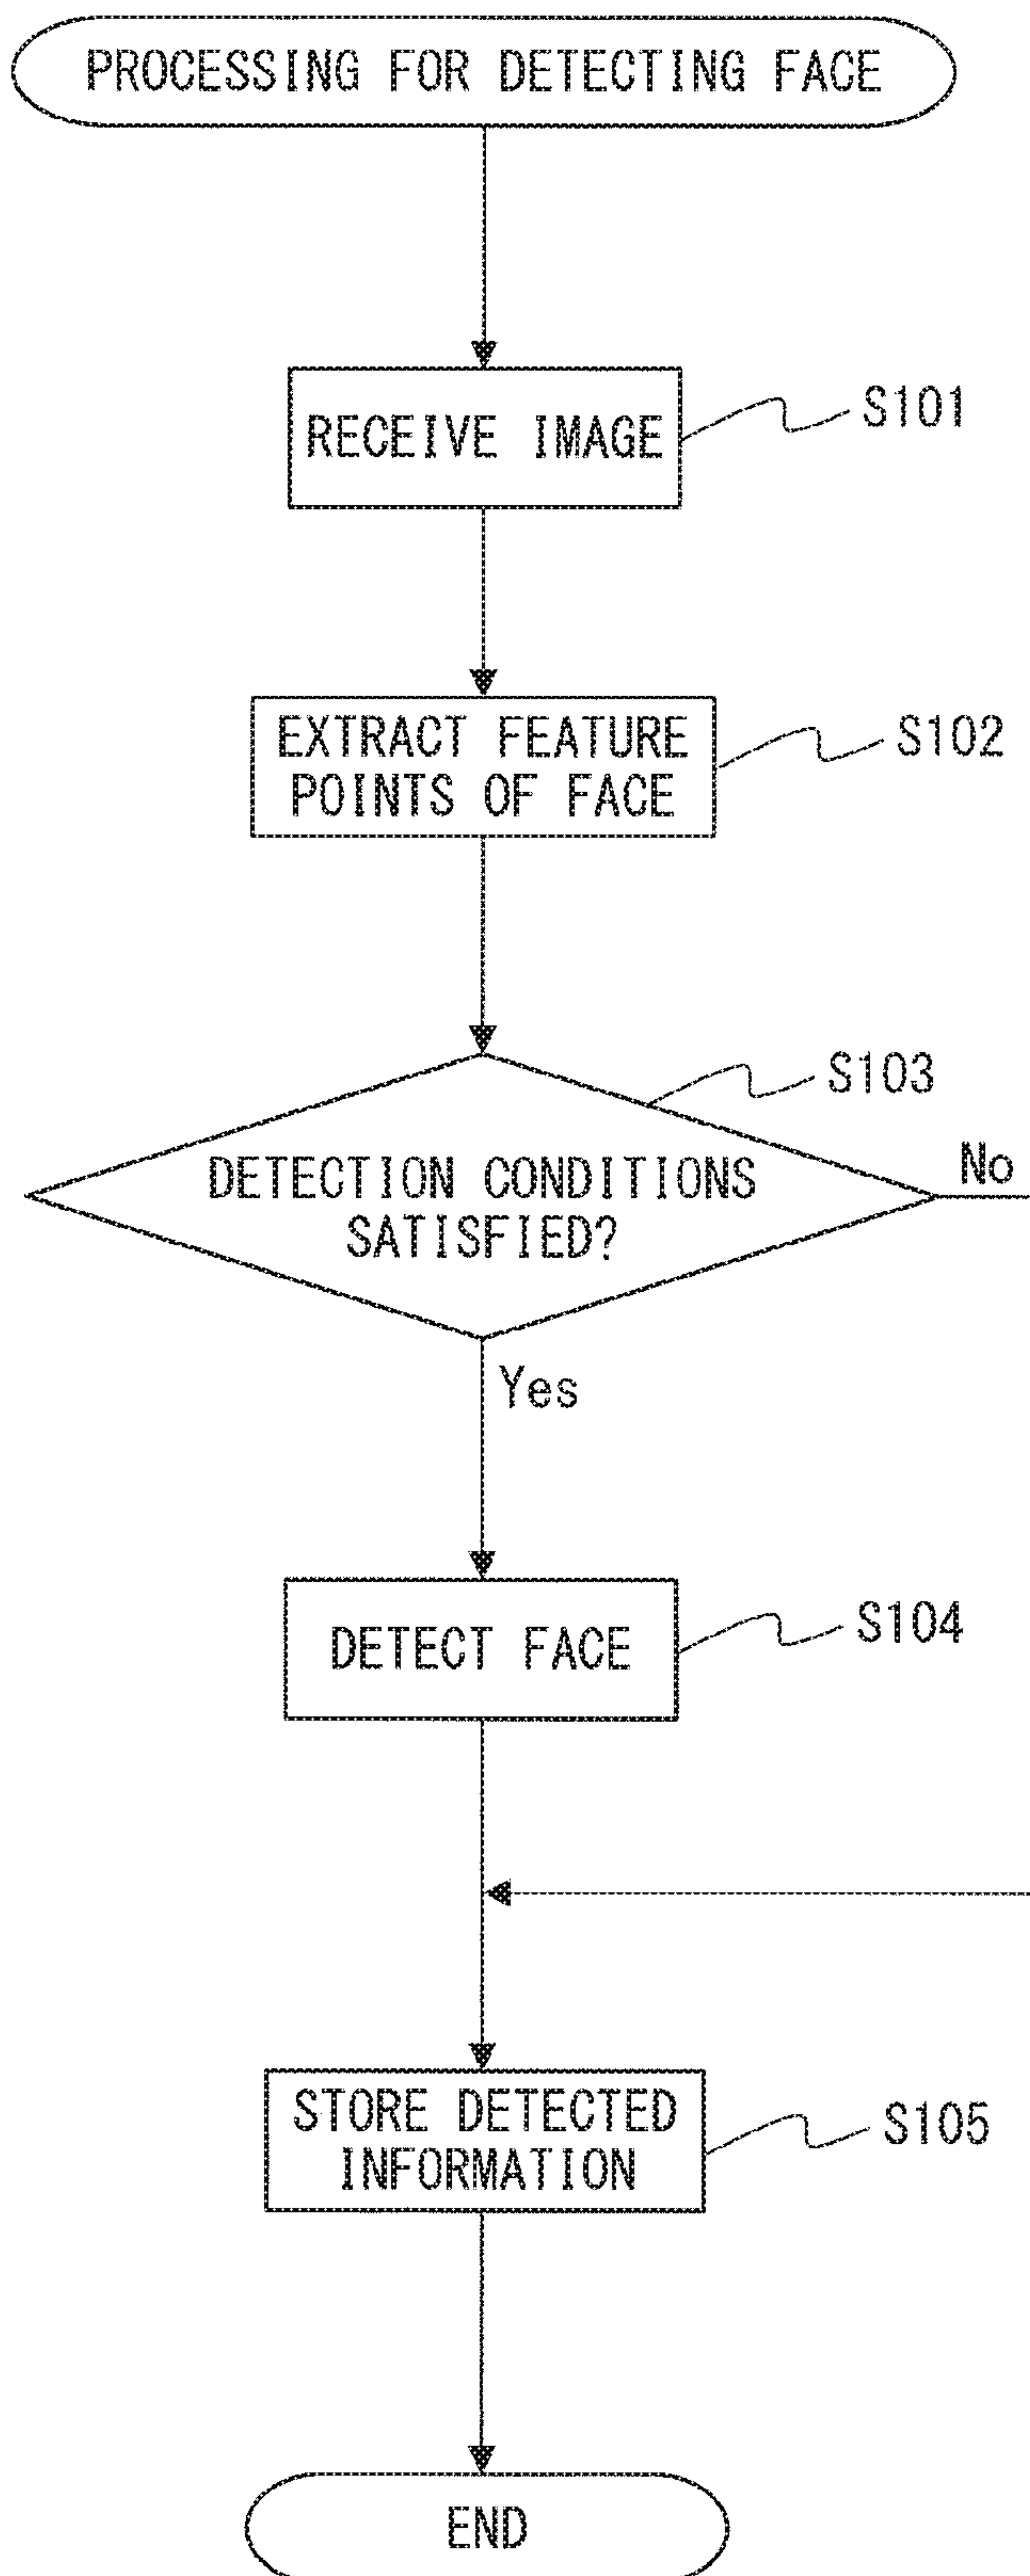 PROCESSING FOR DETECTING FACE
RECEIVE IMAGE
S101
EXTRACT FEATURE
POINTS OF FACE
S102
S103
DETECTION CONDITIONS
SATISFIED?
No
Yes
DETECT FACE
S104
STORE DETECTED
INFORMATION
S105
END